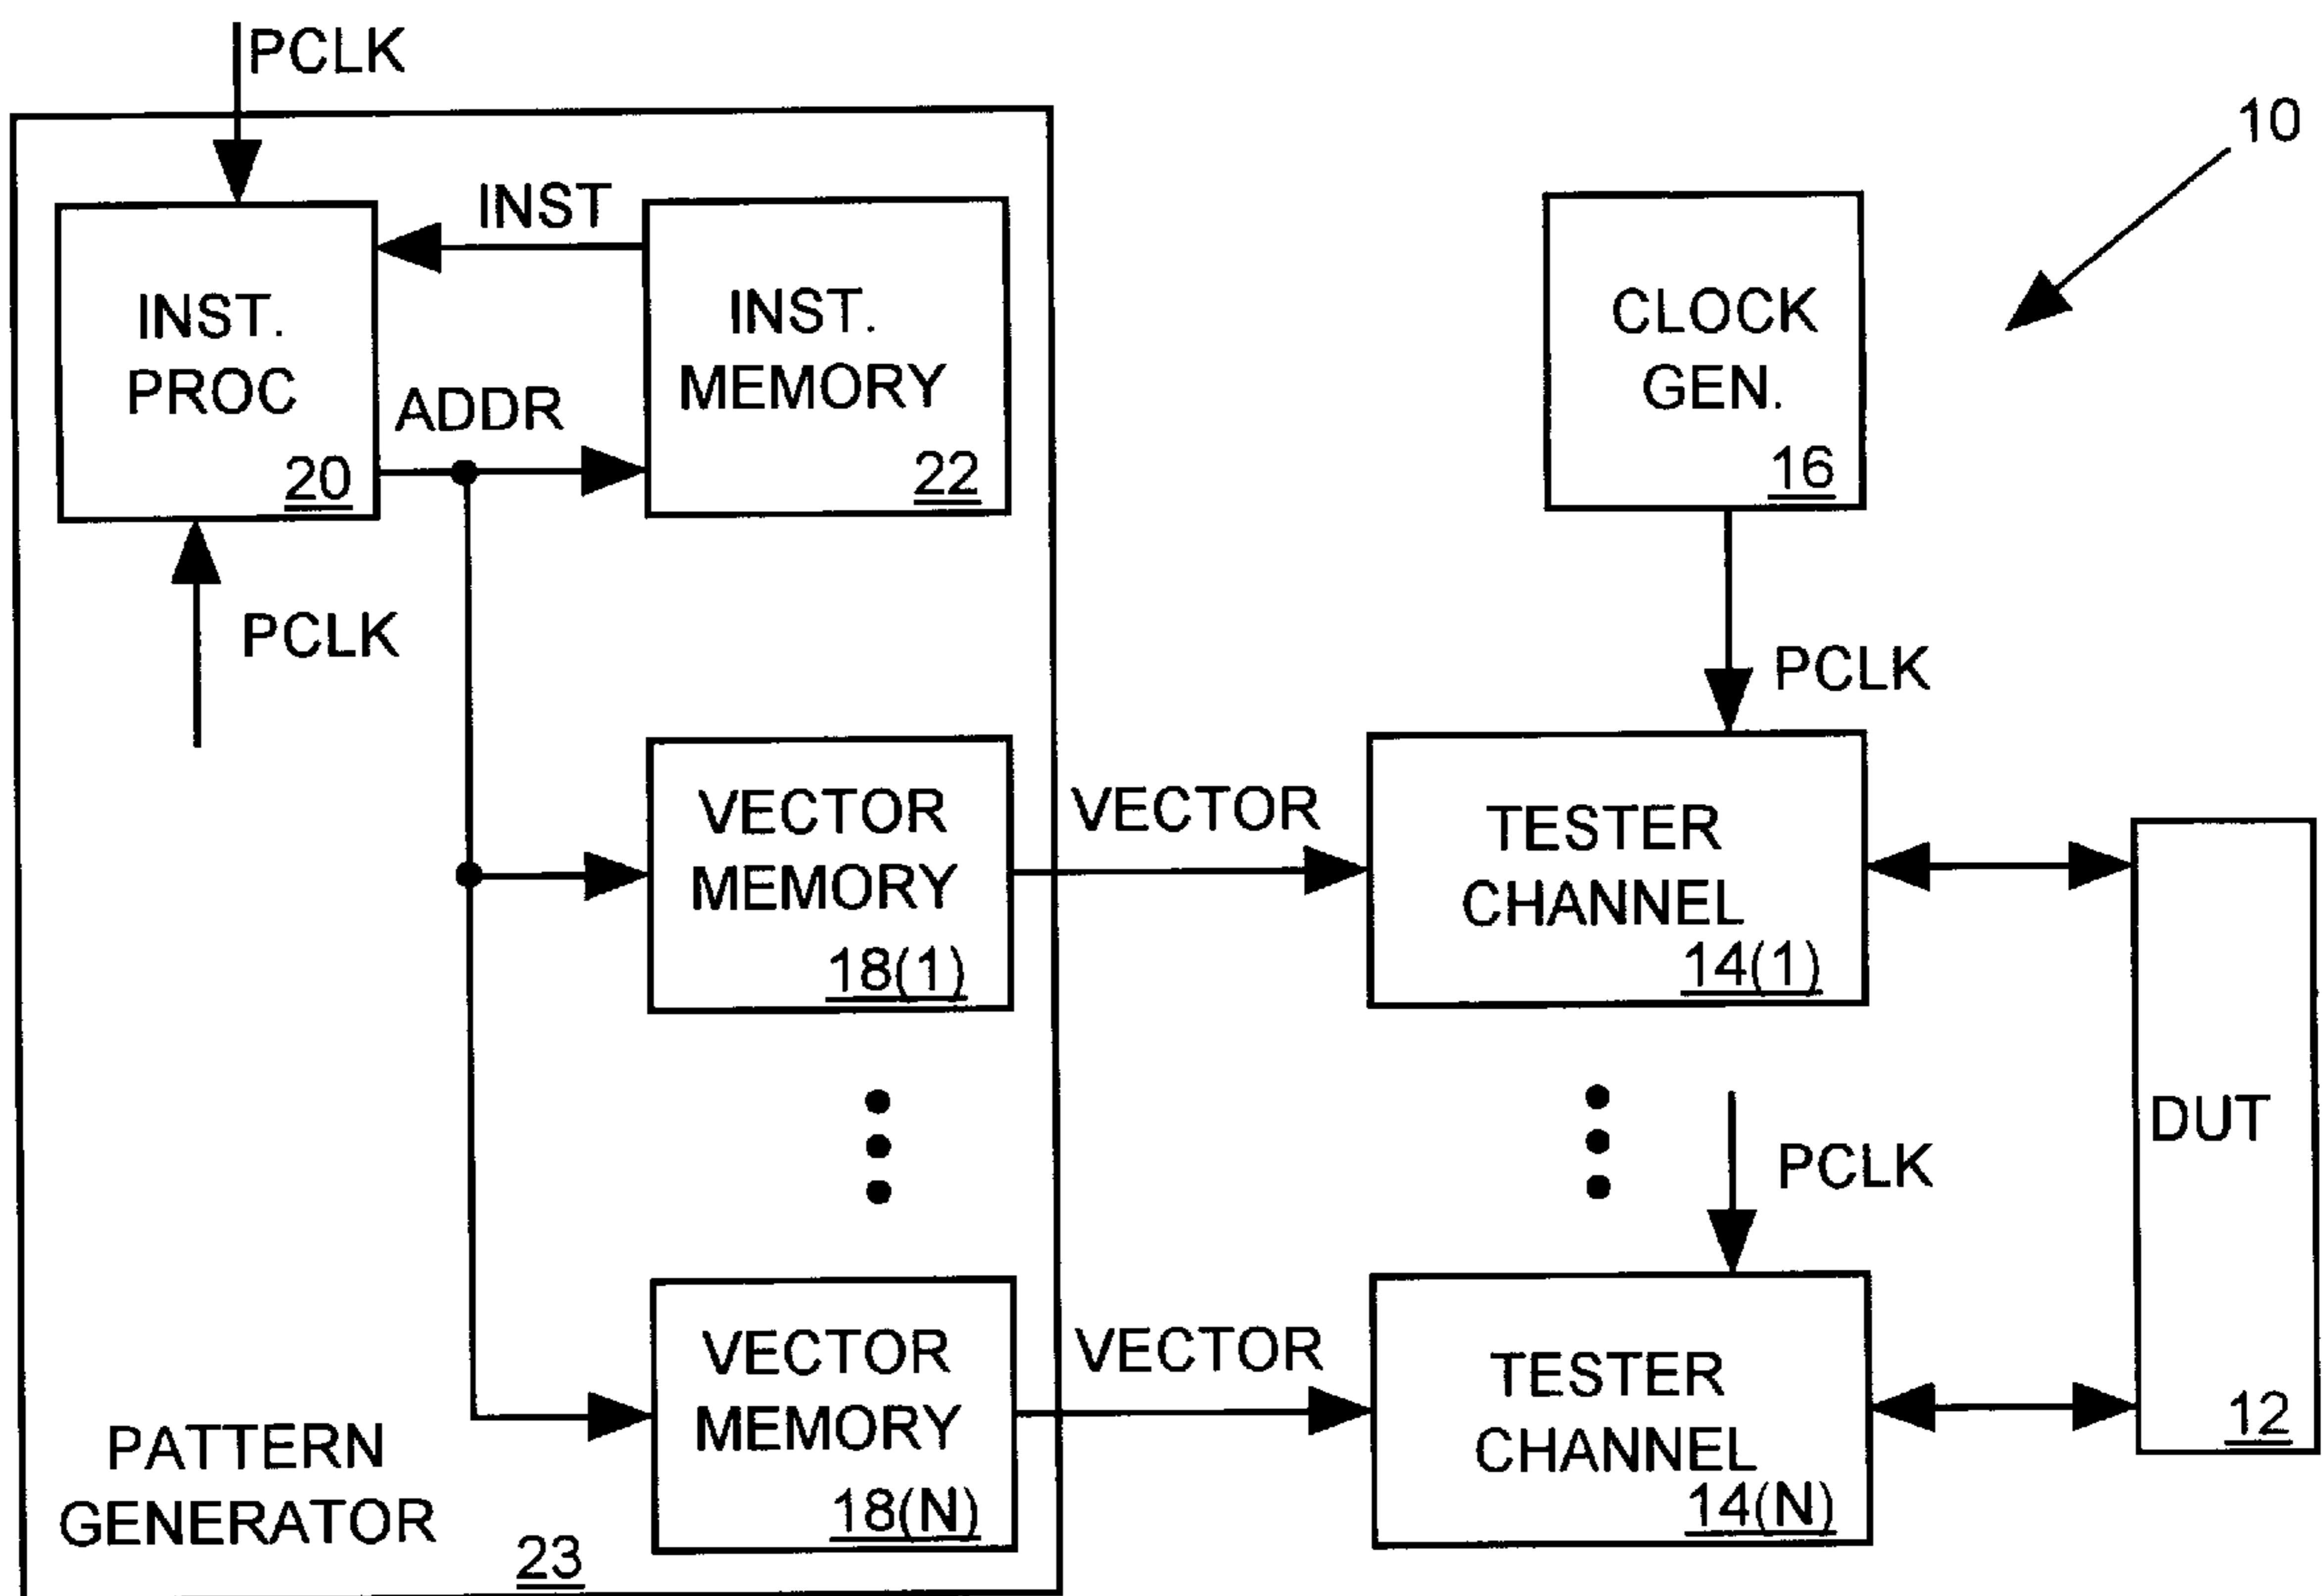 PCLK
10
INST
INST.
PROC
20
ADDR
INST.
MEMORY
22
CLOCK
GEN.
16
PCLK
PCLK
VECTOR
MEMORY
18(1)
VECTOR
TESTER
CHANNEL
14(1)
DUT
12
PCLK
VECTOR
MEMORY
18(N)
VECTOR
TESTER
CHANNEL
14(N)
PATTERN
GENERATOR
23